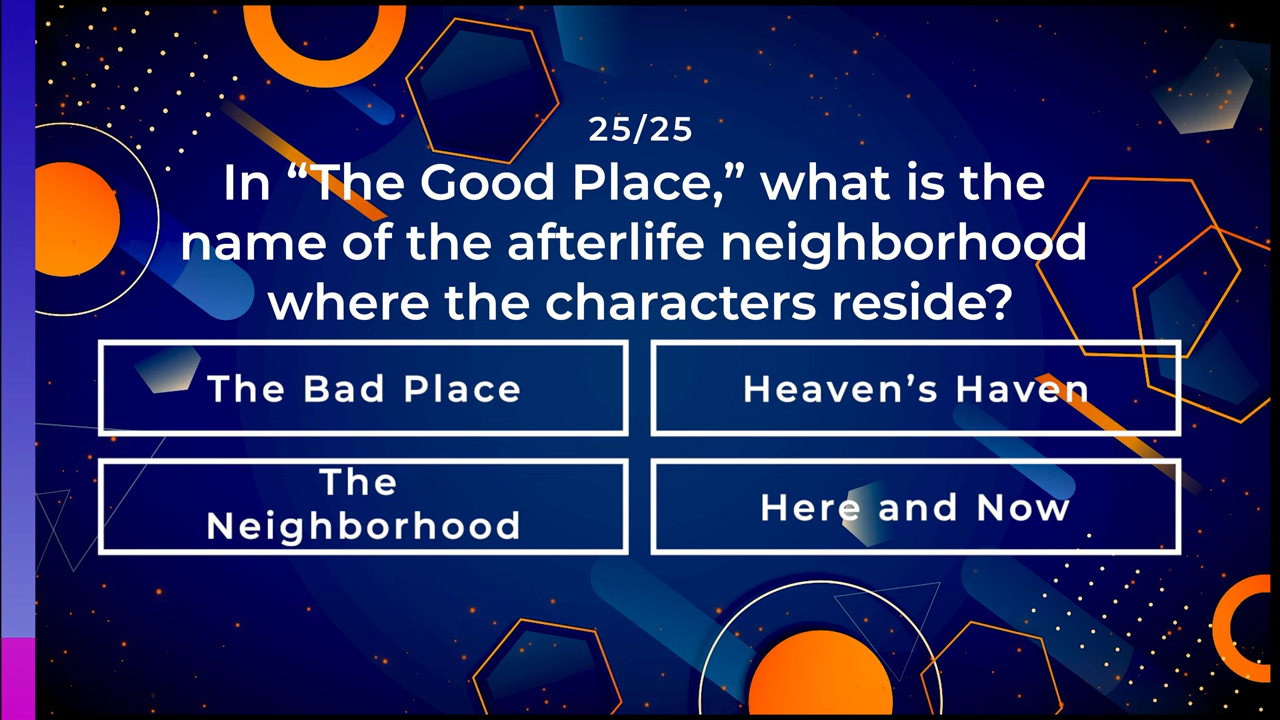 25/25
In “The Good Place,” what is the
name of the afterlife neighborhood
where the characters reside?
The Bad Place
Heaven’s Haven
The
Neighborhood
Here and Now